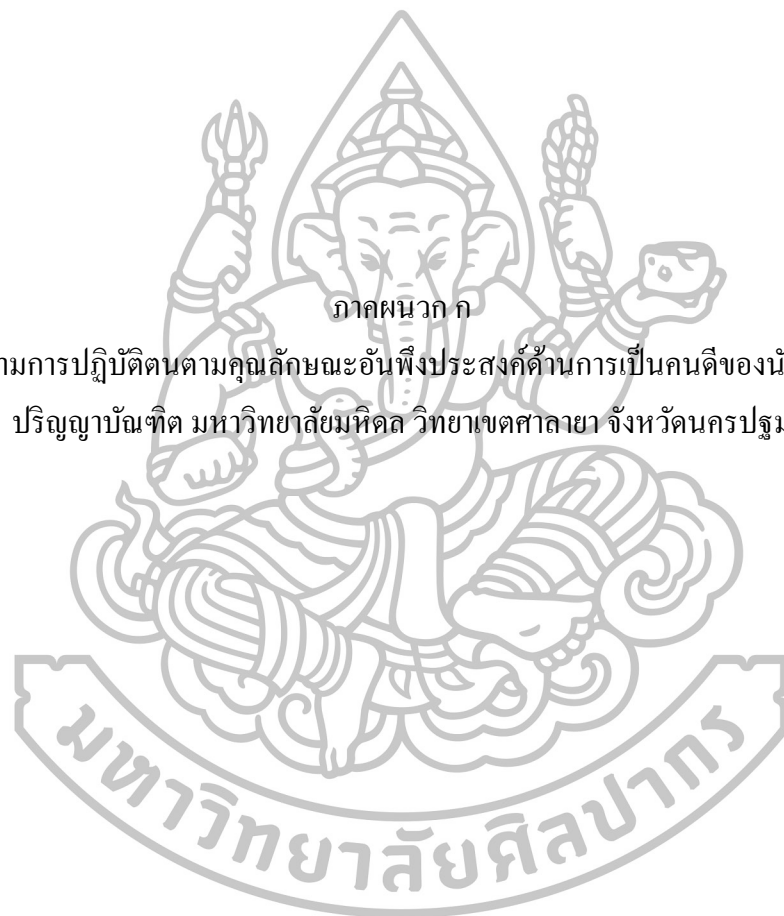 ภาคผนวก ก
ามการปฏิบัติตนตามคุณลักษณะอันพึงประสงค์ด้านการเป็นคนดีของนั
ปริญญาบัณฑิต มหาวิทยาลัยมหิดล วิทยาเขตศาลายา จังหวัดนครปฐม
มหาวิทยาลัยศิลปากร